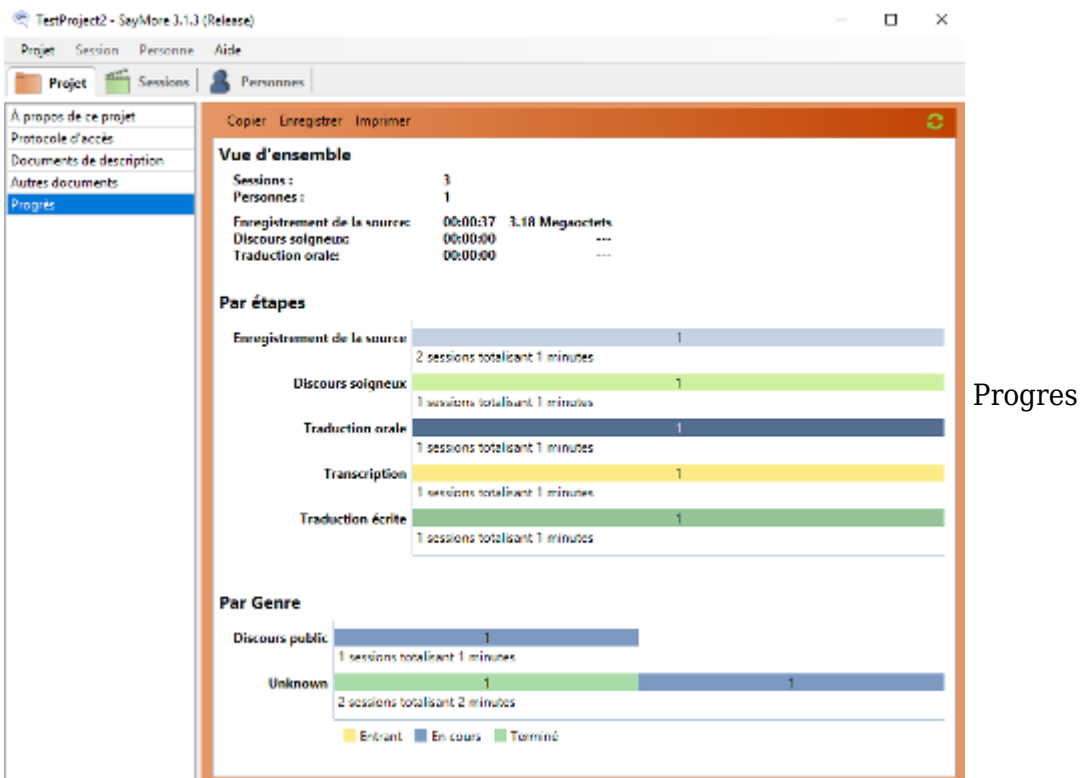 TestProject2 - SayMore 3.1.3 (Release)
Projet Session Personne Aide
Projet Sessions Personnes
À propos de ce projet
Protocole d'accès
Documents de description
Autres documents
Progrès
Copier Enregistrer Imprimer
Vue d'ensemble
Sessions : 3
Personnes : 1
Enregistrement de la source: 00:00:37 3.18 Megaoctets
Discours soigneux: 00:00:00 ---
Traduction orale: 00:00:00 ---
Par étapes
Enregistrement de la source 1
2 sessions totalisant 1 minutes
Discours soigneux 1
1 sessions totalisant 1 minutes
Traduction orale 1
1 sessions totalisant 1 minutes
Transcription 1
1 sessions totalisant 1 minutes
Traduction écrite 1
1 sessions totalisant 1 minutes
Par Genre
Discours public 1
1 sessions totalisant 1 minutes
Unknown 1 1
2 sessions totalisant 2 minutes
Entrant En cours Terminé
Progres